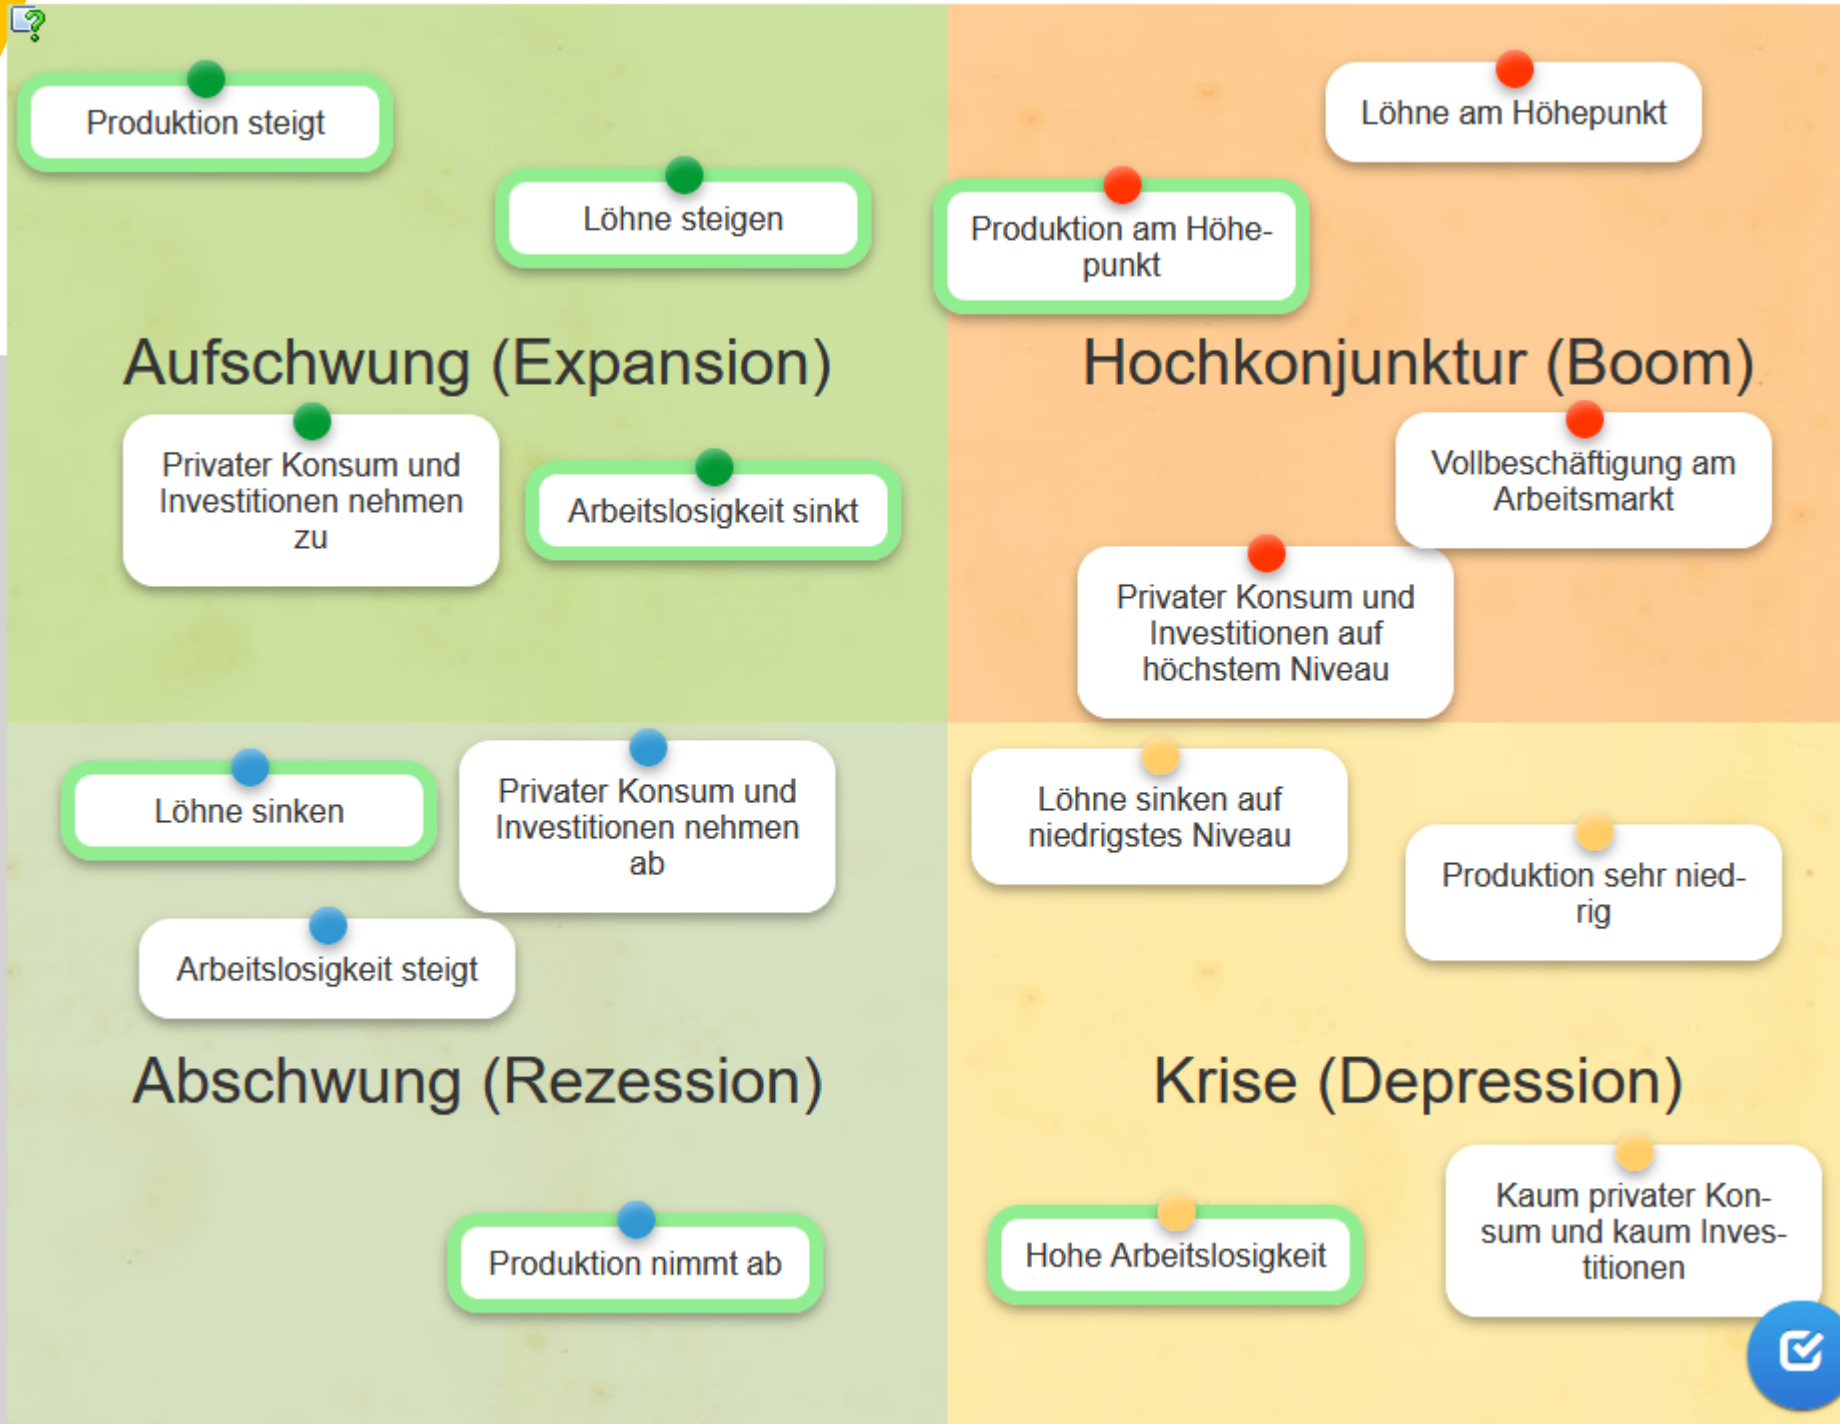 Produktion steigt
Löhne steigen
Aufschwung (Expansion)
Privater Konsum und
Investitionen nehmen
zu
Arbeitslosigkeit sinkt
Löhne am Höhepunkt
Produktion am Höhe-
punkt
Hochkonjunktur (Boom)
Vollbeschäftigung am
Arbeitsmarkt
Privater Konsum und
Investitionen auf
höchstem Niveau
Löhne sinken
Privater Konsum und
Investitionen nehmen
ab
Arbeitslosigkeit steigt
Abschwung (Rezession)
Produktion nimmt ab
Löhne sinken auf
niedrigstes Niveau
Produktion sehr nied-
rig
Krise (Depression)
Hohe Arbeitslosigkeit
Kaum privater Kon-
sum und kaum Inves-
titionen